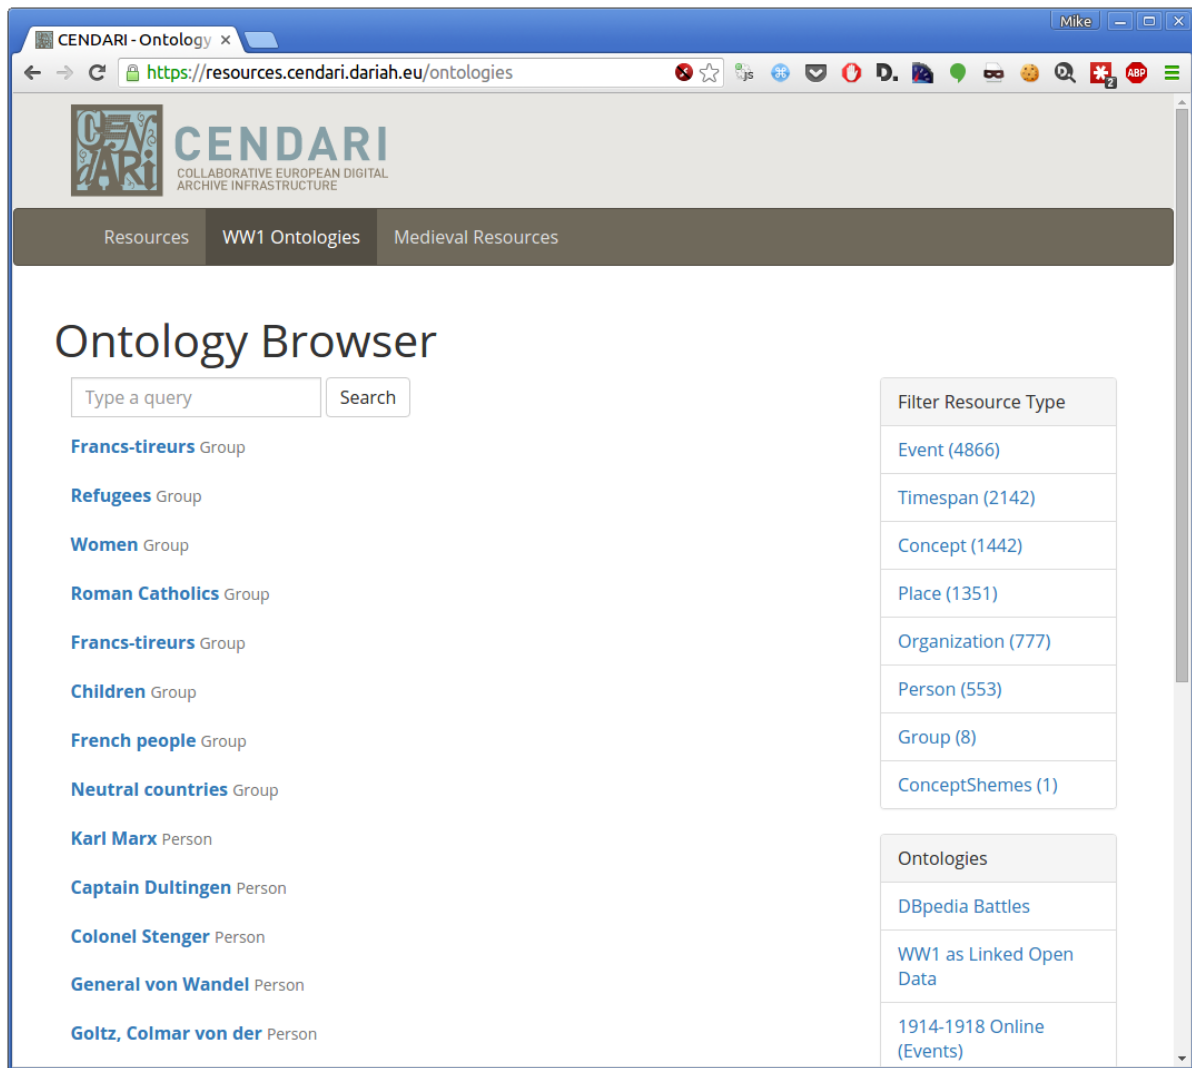 Mike
CENDARI - Ontology
https://resources.cendari.dariah.eu/ontologies
js
D.
2
ABP
CENDARI
CENDARI
COLLABORATIVE EUROPEAN DIGITAL
ARCHIVE INFRASTRUCTURE
Resources WW1 Ontologies Medieval Resources
Ontology Browser
Type a query Search
Francs-tireurs Group
Refugees Group
Women Group
Roman Catholics Group
Francs-tireurs Group
Children Group
French people Group
Neutral countries Group
Karl Marx Person
Captain Dultingen Person
Colonel Stenger Person
General von Wandel Person
Goltz, Colmar von der Person
Filter Resource Type
Event (4866)
Timespan (2142)
Concept (1442)
Place (1351)
Organization (777)
Person (553)
Group (8)
ConceptShemes (1)
Ontologies
DBpedia Battles
WW1 as Linked Open
Data
1914-1918 Online
(Events)